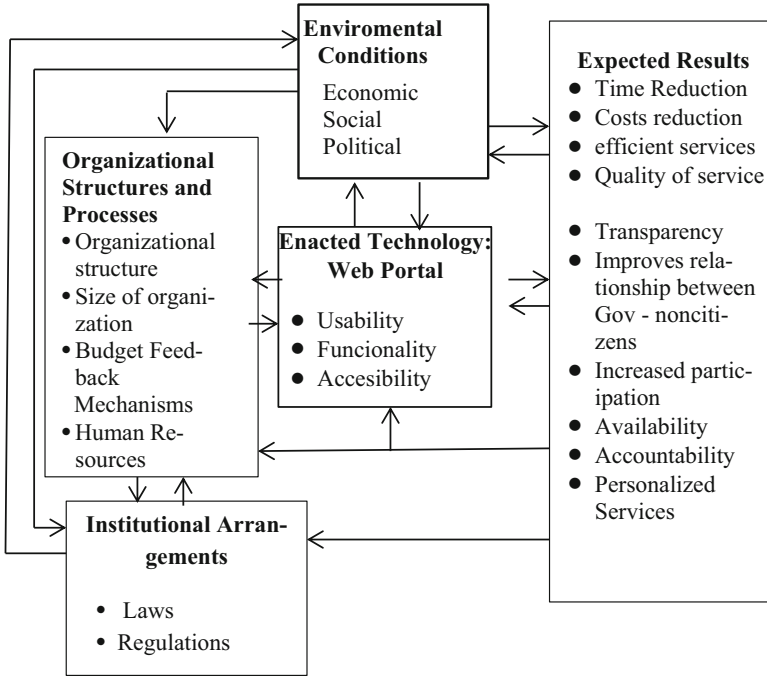 Enviromental
Conditions
Economic
Social
Political
Organizational
Structures and
Processes
• Organizational
structure
• Size of organi-
zation
• Budget Feed-
back
Mechanisms
• Human Re-
sources
Enacted Technology:
Web Portal
● Usability
● Funcionality
● Accesibility
Institutional Arran-
gements
• Laws
• Regulations
Expected Results
● Time Reduction
● Costs reduction
● efficient services
● Quality of service
● Transparency
● Improves rela-
tionship between
Gov - nonciti-
zens
● Increased partic-
ipation
● Availability
● Accountability
● Personalized
Services